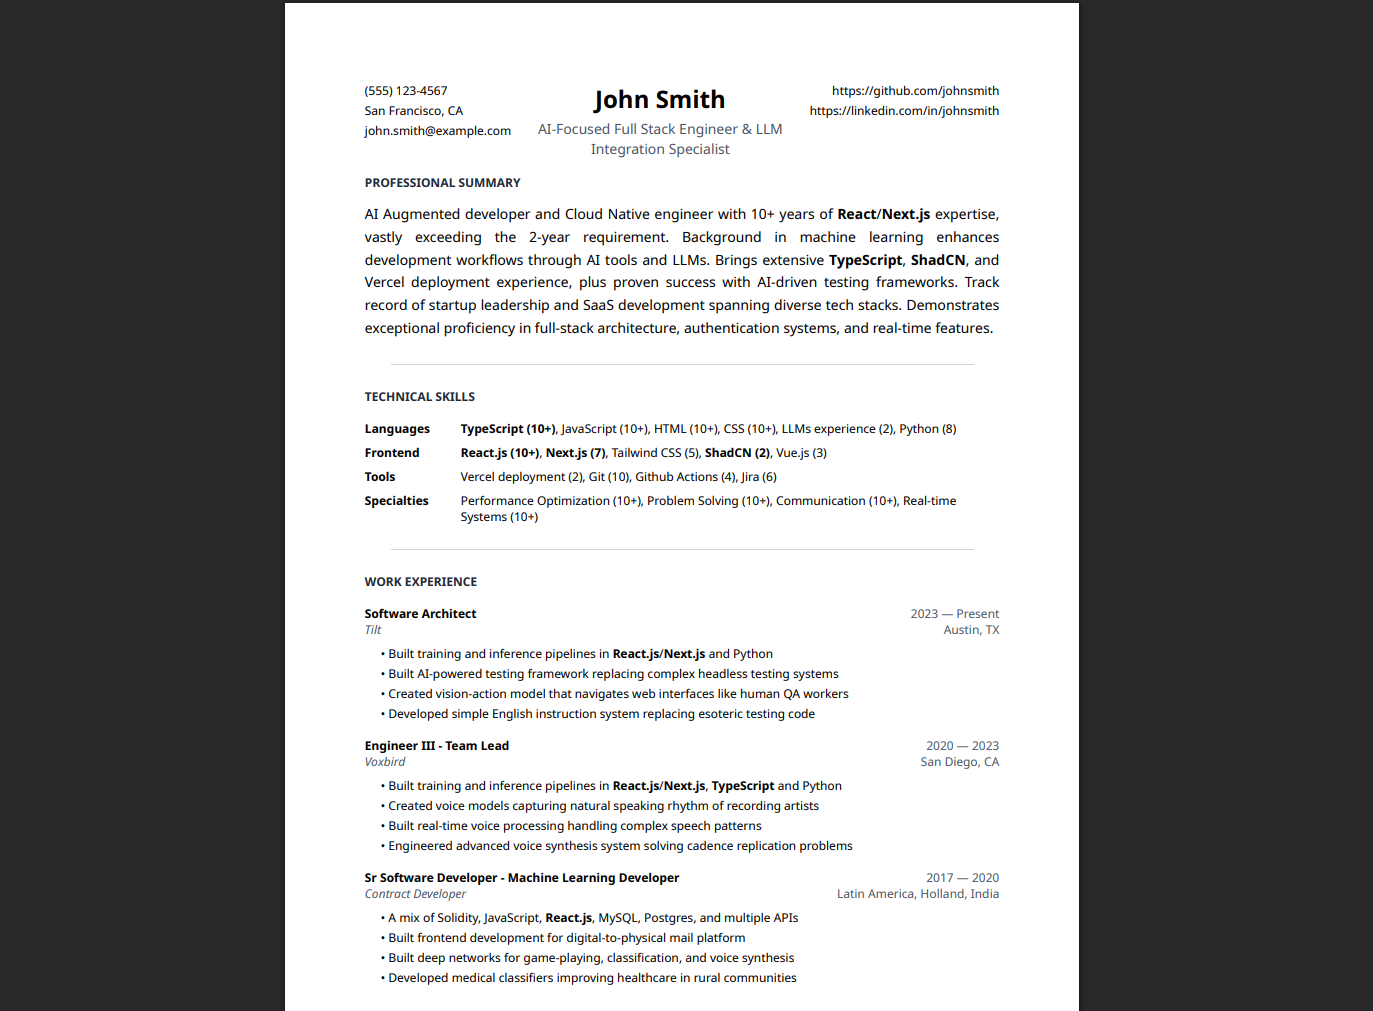 (555) 123-4567
San Francisco, CA
john.smith@example.com
John Smith
AI-Focused Full Stack Engineer & LLM
Integration Specialist
https://github.com/johnsmith
https://linkedin.com/in/johnsmith
PROFESSIONAL SUMMARY
AI Augmented developer and Cloud Native engineer with 10+ years of React/Next.js expertise,
vastly exceeding the 2-year requirement. Background in machine learning enhances
development workflows through AI tools and LLMs. Brings extensive TypeScript, ShadCN, and
Vercel deployment experience, plus proven success with AI-driven testing frameworks. Track
record of startup leadership and SaaS development spanning diverse tech stacks. Demonstrates
exceptional proficiency in full-stack architecture, authentication systems, and real-time features.
TECHNICAL SKILLS
Languages TypeScript (10+), JavaScript (10+), HTML (10+), CSS (10+), LLMs experience (2), Python (8)
Frontend React.js (10+), Next.js (7), Tailwind CSS (5), ShadCN (2), Vue.js (3)
Tools Vercel deployment (2), Git (10), Github Actions (4), Jira (6)
Specialties Performance Optimization (10+), Problem Solving (10+), Communication (10+), Real-time
Systems (10+)
WORK EXPERIENCE
Software Architect 2023 — Present
Tilt Austin, TX
• Built training and inference pipelines in React.js/Next.js and Python
• Built AI-powered testing framework replacing complex headless testing systems
• Created vision-action model that navigates web interfaces like human QA workers
• Developed simple English instruction system replacing esoteric testing code
Engineer III - Team Lead 2020 — 2023
Voxbird San Diego, CA
• Built training and inference pipelines in React.js/Next.js, TypeScript and Python
• Created voice models capturing natural speaking rhythm of recording artists
• Built real-time voice processing handling complex speech patterns
• Engineered advanced voice synthesis system solving cadence replication problems
Sr Software Developer - Machine Learning Developer 2017 — 2020
Contract Developer Latin America, Holland, India
• A mix of Solidity, JavaScript, React.js, MySQL, Postgres, and multiple APIs
• Built frontend development for digital-to-physical mail platform
• Built deep networks for game-playing, classification, and voice synthesis
• Developed medical classifiers improving healthcare in rural communities